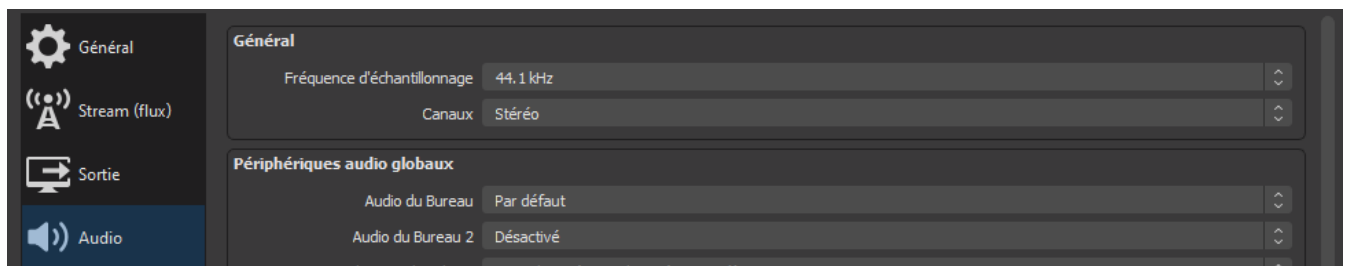 Général
Stream (flux)
Sortie
Audio
Général
Fréquence d'échantillonnage 44.1 kHz
Canaux Stéréo
Périphériques audio globaux
Audio du Bureau Par défaut
Audio du Bureau 2 Désactivé